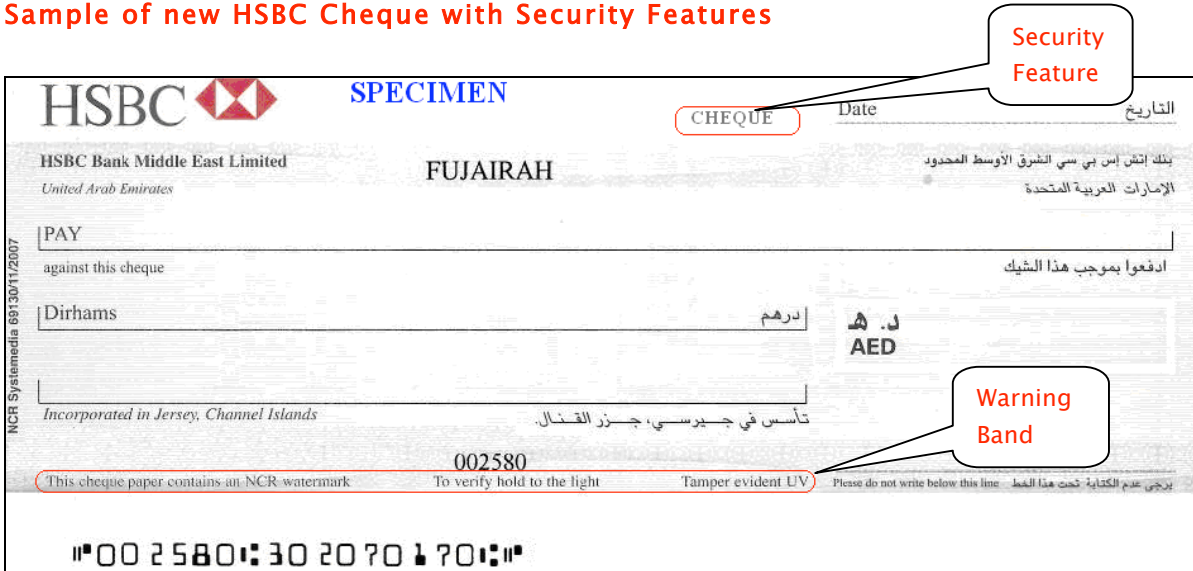 Sample of new HSBC Cheque with Security Features
Security
Feature
HSBC SPECIMEN
CHEQUE Date التاريخ
HSBC Bank Middle East Limited FUJAIRAH بنك إتش إس بي سي الشرق الأوسط المحدود
United Arab Emirates الإمارات العربية المتحدة
PAY
against this cheque ادفعوا بموجب هذا الشيك
Dirhams درهم د. هـ
AED
Warning
Band
Incorporated in Jersey, Channel Islands تأسس في جيرسي، جزر القنال.
002580
This cheque paper contains an NCR watermark To verify hold to the light Tamper evident UV Please do not write below this line يرجى عدم الكتابة تحت هذا الخط
NCR Systemedia 69130/11/2007
⑈002580⑆302070170⑆⑈